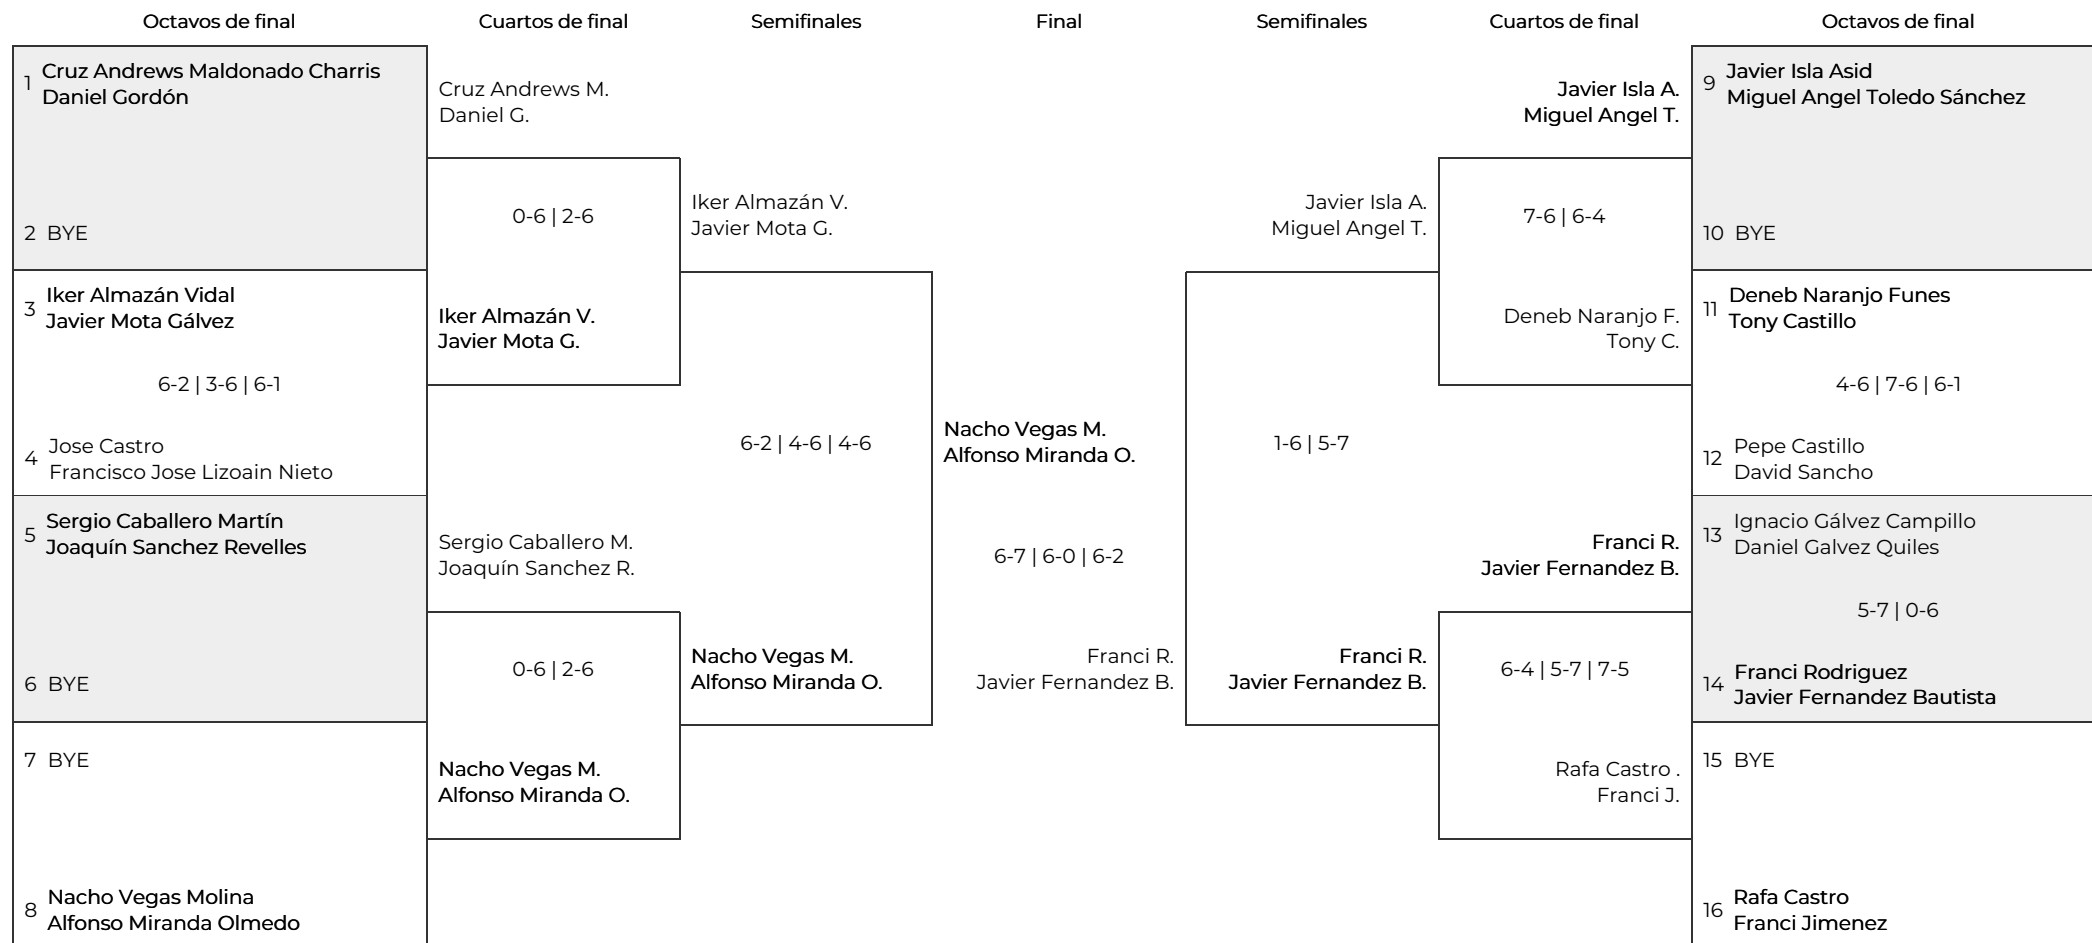 Octavos de final
Cuartos de final
Semifinales
Final
Semifinales
Cuartos de final
Octavos de final
1 Cruz Andrews Maldonado Charris
Daniel Gordón
2 BYE
3 Iker Almazán Vidal
Javier Mota Gálvez
6-2 | 3-6 | 6-1
4 Jose Castro
Francisco Jose Lizoain Nieto
5 Sergio Caballero Martín
Joaquín Sanchez Revelles
6 BYE
7 BYE
8 Nacho Vegas Molina
Alfonso Miranda Olmedo
Cruz Andrews M.
Daniel G.
0-6 | 2-6
Iker Almazán V.
Javier Mota G.
Sergio Caballero M.
Joaquín Sanchez R.
0-6 | 2-6
Nacho Vegas M.
Alfonso Miranda O.
Iker Almazán V.
Javier Mota G.
6-2 | 4-6 | 4-6
Nacho Vegas M.
Alfonso Miranda O.
Nacho Vegas M.
Alfonso Miranda O.
6-7 | 6-0 | 6-2
Franci R.
Javier Fernandez B.
Javier Isla A.
Miguel Angel T.
1-6 | 5-7
Franci R.
Javier Fernandez B.
Javier Isla A.
Miguel Angel T.
7-6 | 6-4
Deneb Naranjo F.
Tony C.
Franci R.
Javier Fernandez B.
6-4 | 5-7 | 7-5
Rafa Castro .
Franci J.
9 Javier Isla Asid
Miguel Angel Toledo Sánchez
10 BYE
11 Deneb Naranjo Funes
Tony Castillo
4-6 | 7-6 | 6-1
12 Pepe Castillo
David Sancho
13 Ignacio Gálvez Campillo
Daniel Galvez Quiles
5-7 | 0-6
14 Franci Rodriguez
Javier Fernandez Bautista
15 BYE
16 Rafa Castro
Franci Jimenez